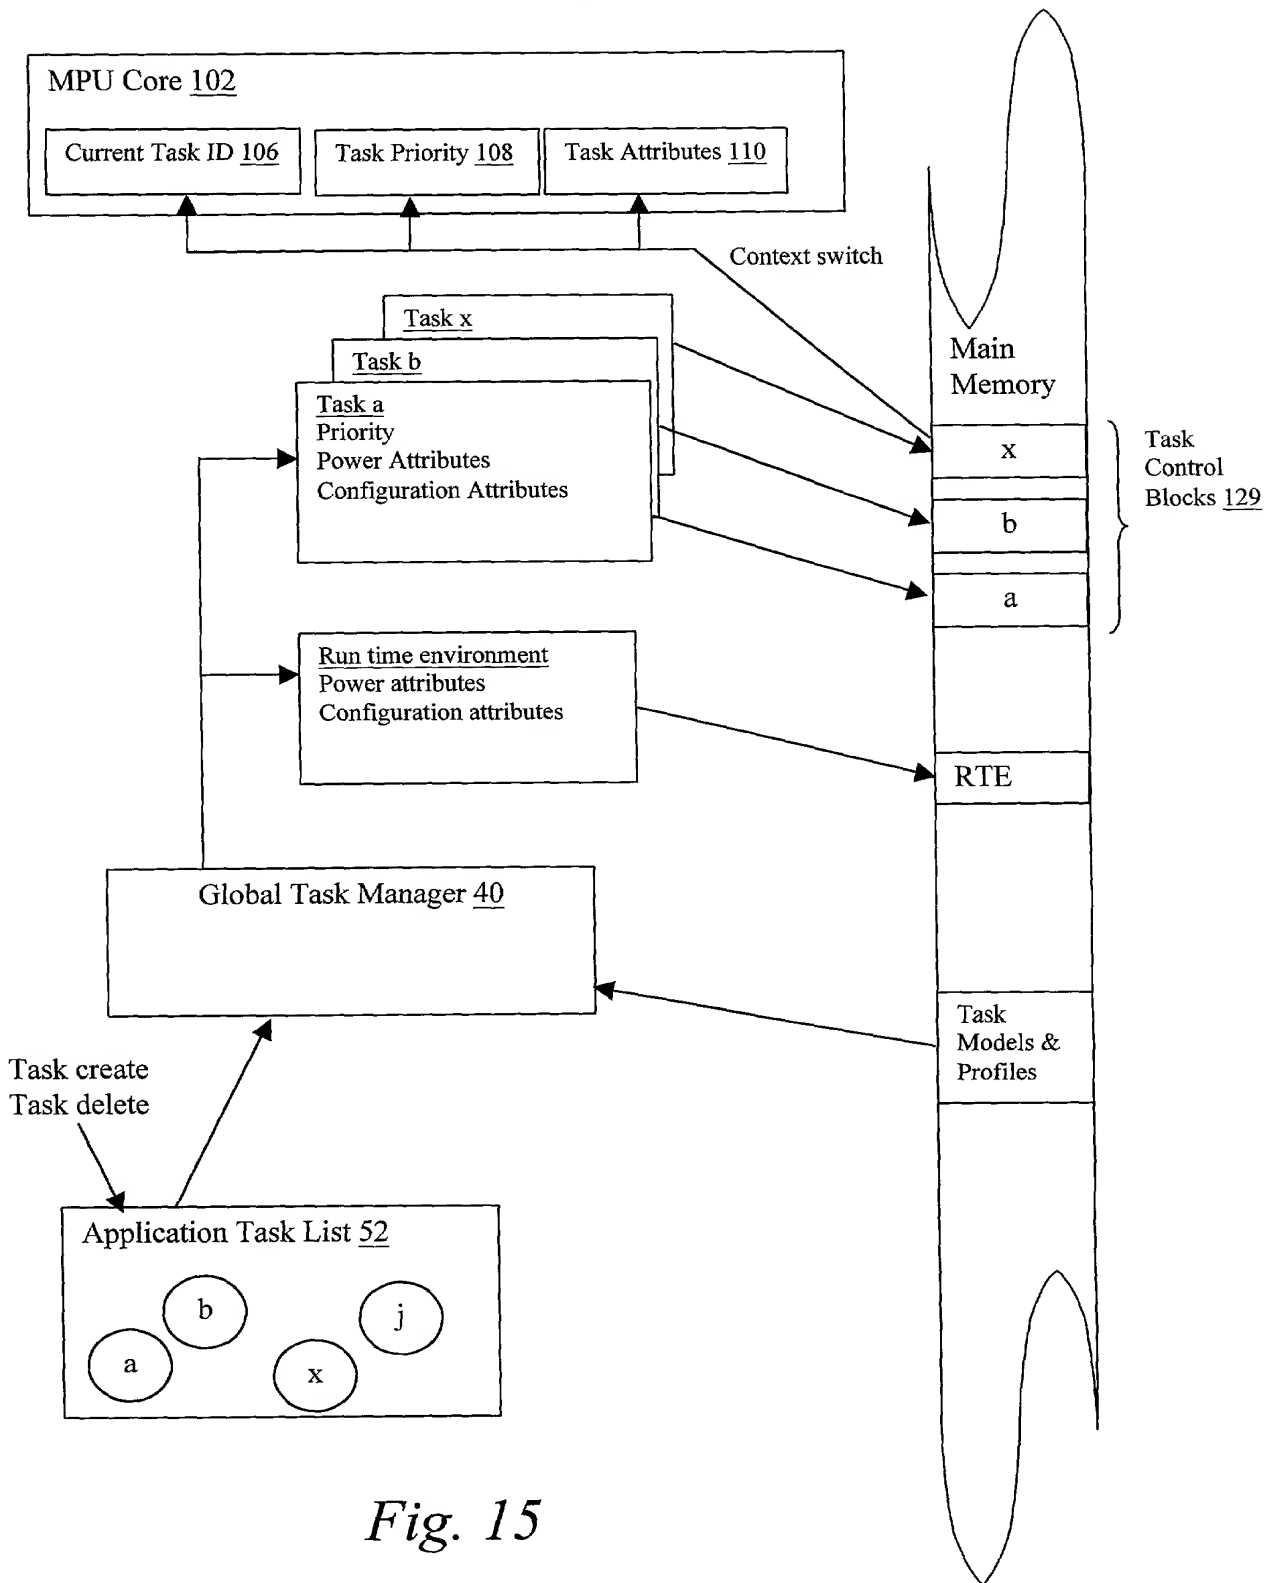 MPU Core 102
Current Task ID 106
Task Priority 108
Task Attributes 110
Context switch
Task x
Task b
Task a
Priority
Power Attributes
Configuration Attributes
Main
Memory
x
b
a
Task
Control
Blocks 129
Run time environment
Power attributes
Configuration attributes
RTE
Global Task Manager 40
Task
Models &
Profiles
Task create
Task delete
Application Task List 52
b
j
a
x
Fig. 15